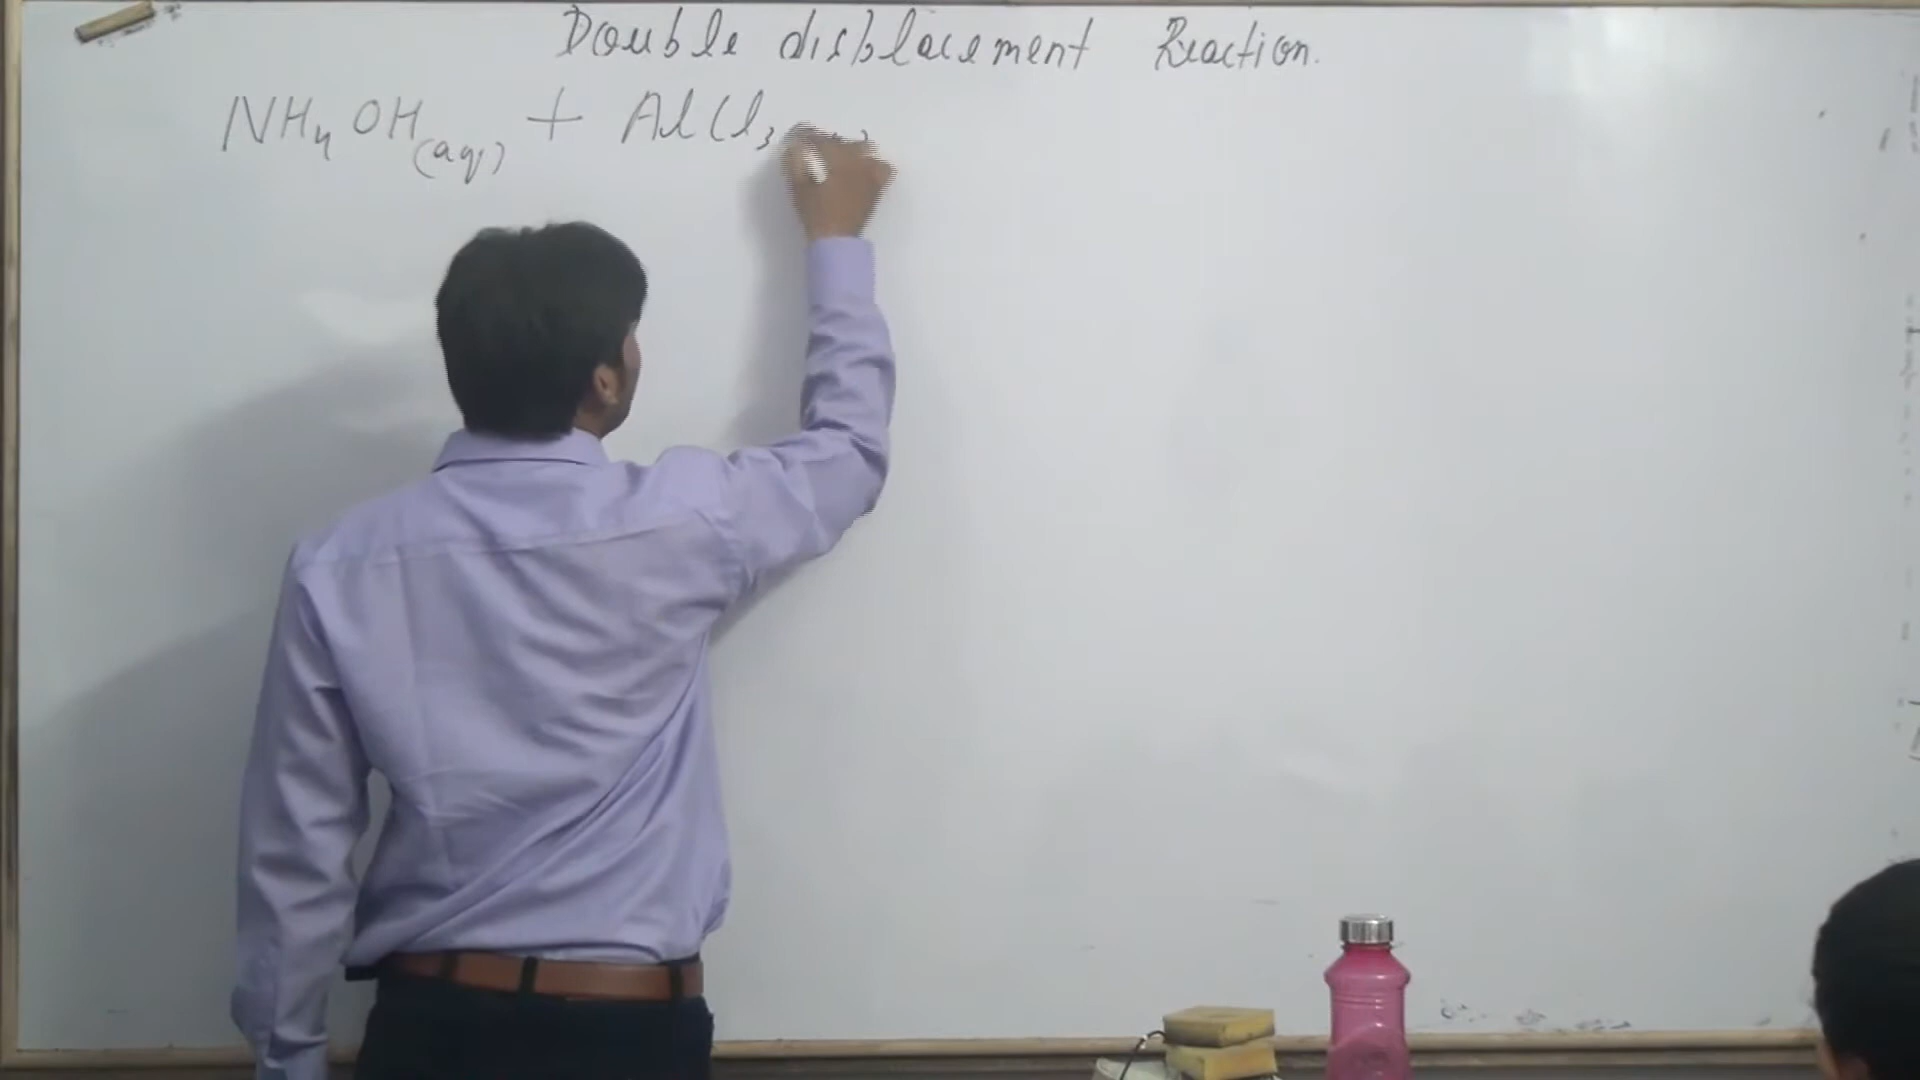 Double displacement Reaction.
NH4 OH(aq) + AlCl3